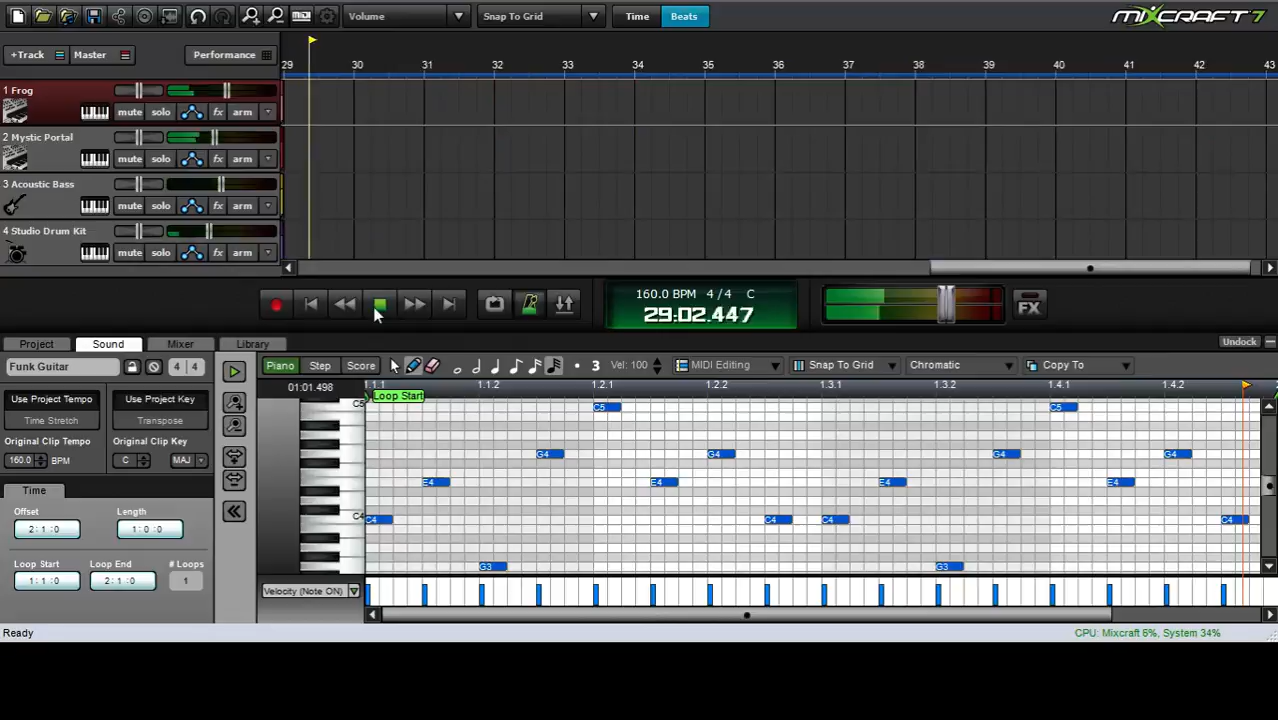 Volume Snap To Grid Time Beats MIXCRAFT 7
+Track Master Performance
29 30 31 32 33 34 35 36 37 38 39 40 41 42 43
1 Frog
mute solo fx arm
2 Mystic Portal
mute solo fx arm
3 Acoustic Bass
mute solo fx arm
4 Studio Drum Kit
mute solo fx arm
160.0 BPM 4/4 C
29:02.447
FX
Project Sound Mixer Library Undock
Funk Guitar 4 4
Piano Step Score 3 Vel: 100 MIDI Editing Snap To Grid Chromatic Copy To
01:01.498 1.1.1 1.1.2 1.2.1 1.2.2 1.3.1 1.3.2 1.4.1 1.4.2
Loop Start
Use Project Tempo Use Project Key
Time Stretch Transpose
Original Clip Tempo Original Clip Key
160.0 BPM C MAJ
Time
Offset Length
2: 1 :0 1: 0 :0
Loop Start Loop End # Loops
1: 1 :0 2: 1 :0 1
C5 C5 C5
G4 G4 G4 G4
E4 E4 E4 E4
C4 C4 C4 C4 C4
G3 G3
Velocity (Note ON)
Ready CPU: Mixcraft 6%, System 34%